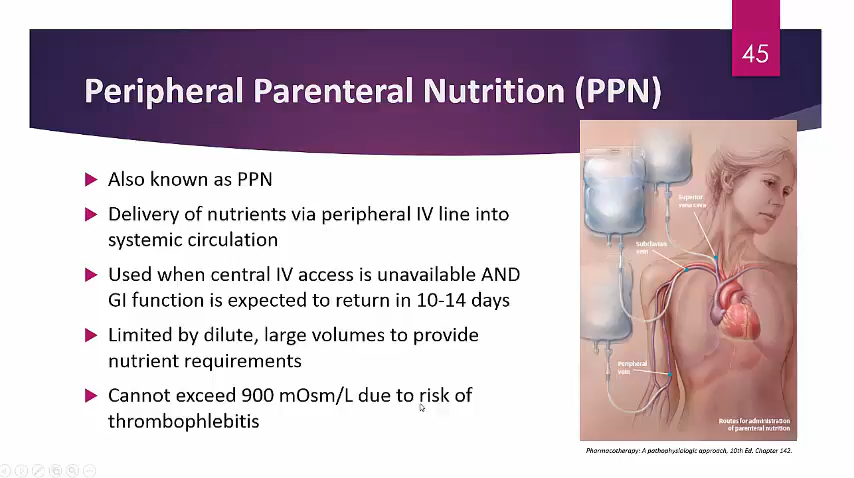 45
Peripheral Parenteral Nutrition (PPN)
Also known as PPN
Delivery of nutrients via peripheral IV line into
systemic circulation
Used when central IV access is unavailable AND
GI function is expected to return in 10-14 days
Limited by dilute, large volumes to provide
nutrient requirements
Cannot exceed 900 mOsm/L due to risk of
thrombophlebitis
Superior
vena cava
Subclavian
vein
Peripheral
vein
Routes for administration
of parenteral nutrition
Pharmacotherapy: A pathophysiologic approach, 10th Ed. Chapter 142.